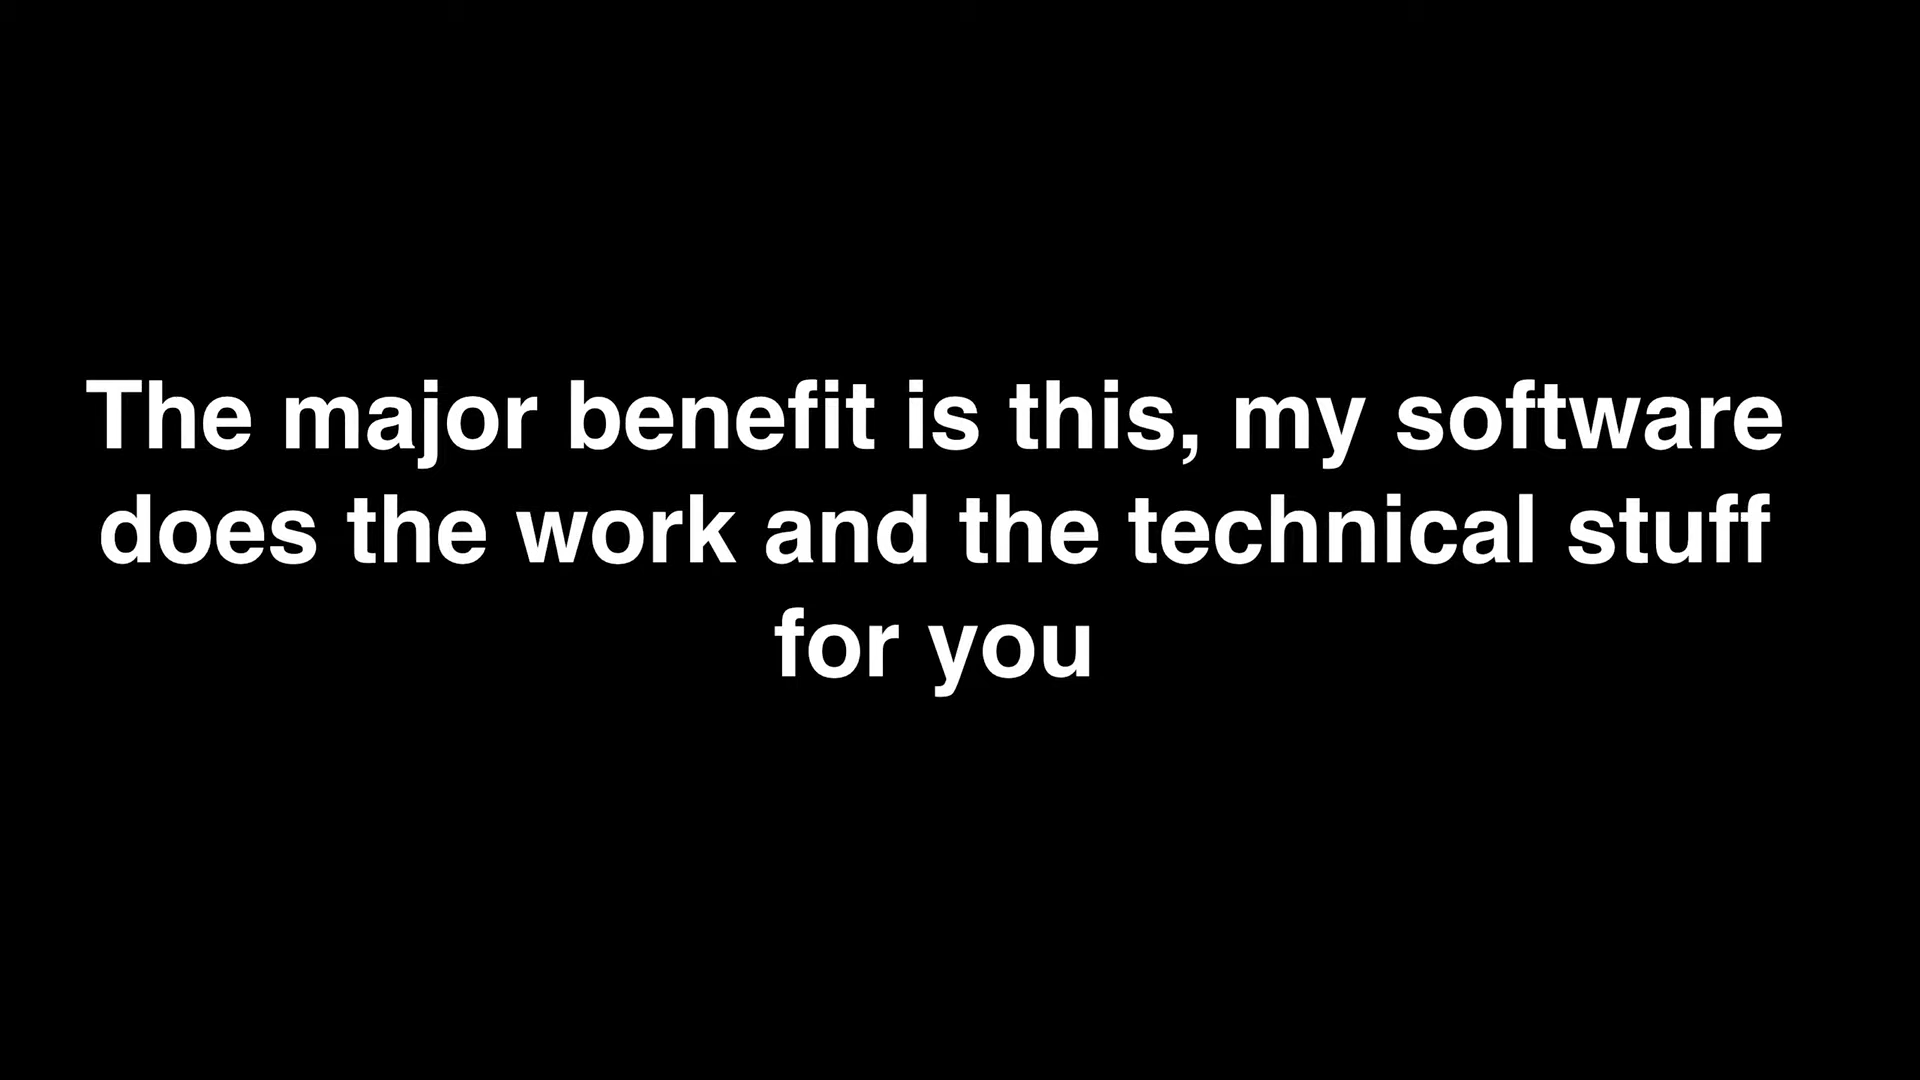 The major benefit is this, my software
does the work and the technical stuff
for you